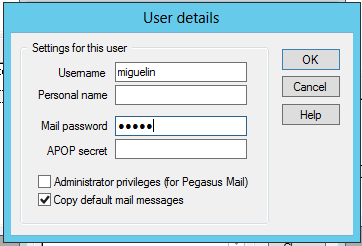 User details
Settings for this user
Username miguelin
Personal name
Mail password •••••
APOP secret
Administrator privileges (for Pegasus Mail)
Copy default mail messages
OK
Cancel
Help